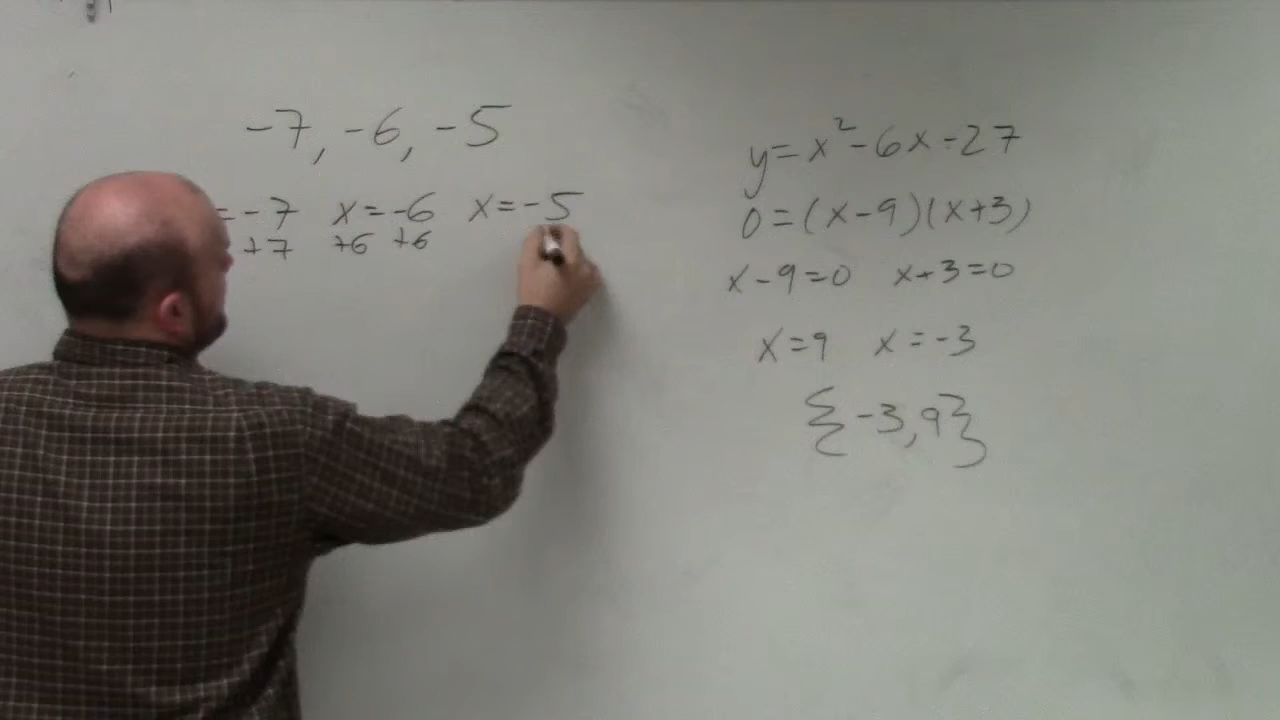 -7, -6, -5
=-7 x=-6 x=-5
+7 +6 +6
y=x²-6x-27
0=(x-9)(x+3)
x-9=0 x+3=0
x=9 x=-3
{-3,9}